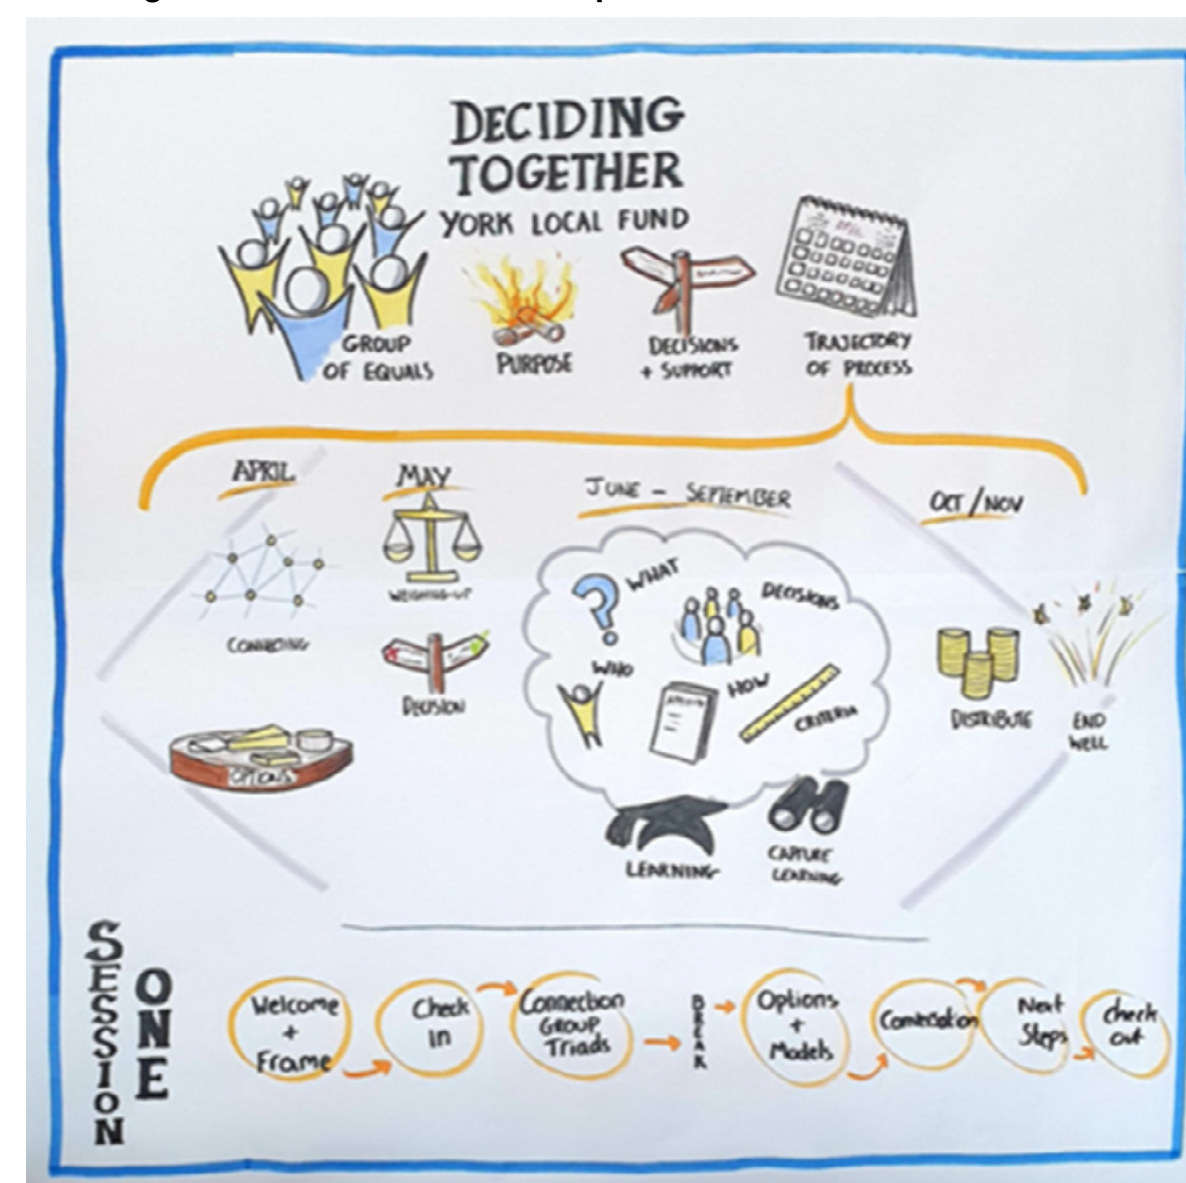 DECIDING
TOGETHER
YORK LOCAL FUND
GROUP
OF EQUALS
PURPOSE
DECISIONS
+ SUPPORT
TRAJECTORY
OF PROCESS
APRIL
MAY
JUNE - SEPTEMBER
OCT/NOV
WEIGHING-UP
DECISION
OPTIONS
WHAT
DECISIONS
WHO
HOW
CRITERIA
LEARNING
CAPTURE
LEARNING
DISTRIBUTE
END
WELL
SESSION
ONE
Welcome
+
Frame
Check
in
Connection
GROUP
Triads
BREAK
Options
+
Models
Next
Steps
check
out